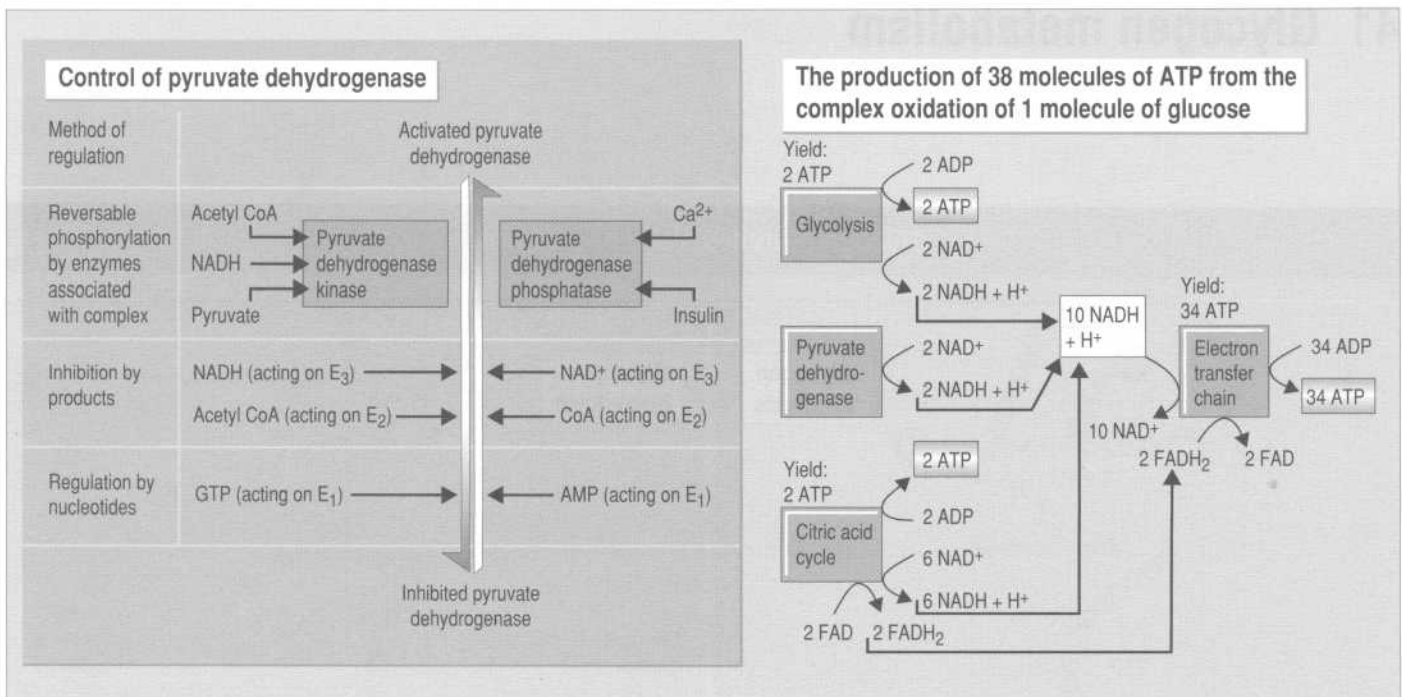 41 Glycogen metabolism
Control of pyruvate dehydrogenase
Method of
regulation
Activated pyruvate
dehydrogenase
Reversable
phosphorylation
by enzymes
associated
with complex
Acetyl CoA
NADH
Pyruvate
Pyruvate
dehydrogenase
kinase
Pyruvate
dehydrogenase
phosphatase
Ca²⁺
Insulin
Inhibition by
products
NADH (acting on E₃)
NAD⁺ (acting on E₃)
Acetyl CoA (acting on E₂)
CoA (acting on E₂)
Regulation by
nucleotides
GTP (acting on E₁)
AMP (acting on E₁)
Inhibited pyruvate
dehydrogenase
The production of 38 molecules of ATP from the
complex oxidation of 1 molecule of glucose
Yield:
2 ATP
Glycolysis
2 ADP
2 ATP
2 NAD⁺
2 NADH + H⁺
Pyruvate
dehydro-
genase
2 NAD⁺
2 NADH + H⁺
Yield:
2 ATP
Citric acid
cycle
2 ATP
2 ADP
6 NAD⁺
6 NADH + H⁺
2 FAD
2 FADH₂
10 NADH
+ H⁺
Yield:
34 ATP
Electron
transfer
chain
34 ADP
34 ATP
10 NAD⁺
2 FADH₂
2 FAD